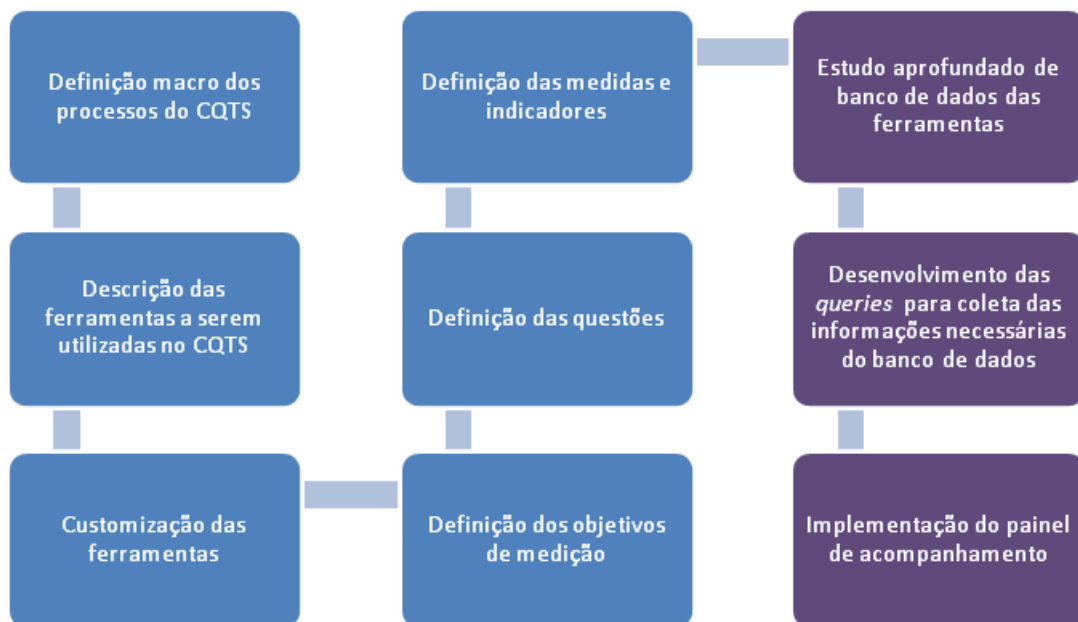 Definição macro dos
processos do CQTS
Descrição das
ferramentas a serem
utilizadas no CQTS
Customização das
ferramentas
Definição dos objetivos
de medição
Definição das questões
Definição das medidas e
indicadores
Estudo aprofundado de
banco de dados das
ferramentas
Desenvolvimento das
queries para coleta das
informações necessárias
do banco de dados
Implementação do painel
de acompanhamento